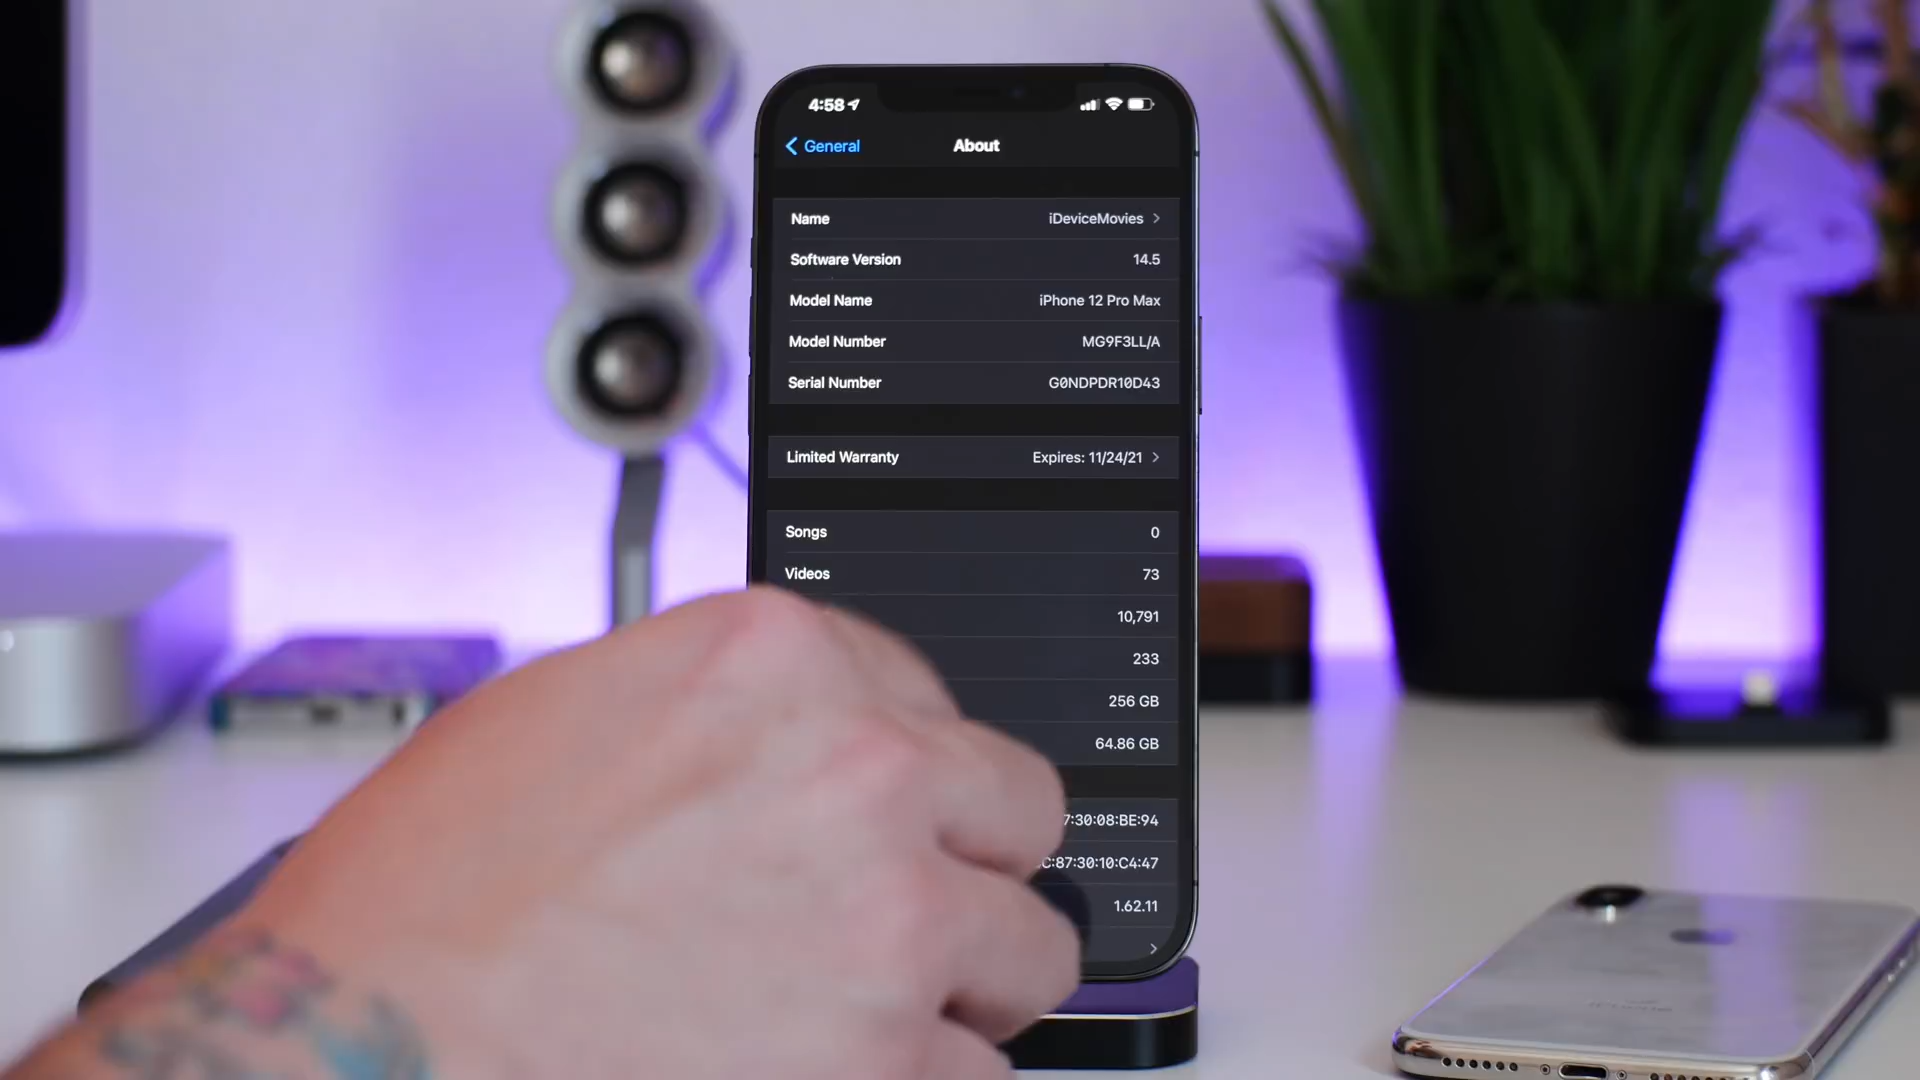 4:58
General
About
Name iDeviceMovies
Software Version 14.5
Model Name iPhone 12 Pro Max
Model Number MG9F3LL/A
Serial Number G0NDPDR10D43
Limited Warranty Expires: 11/24/21
Songs 0
Videos 73
10,791
233
256 GB
64.86 GB
7:30:08:BE:94
C:87:30:10:C4:47
1.62.11